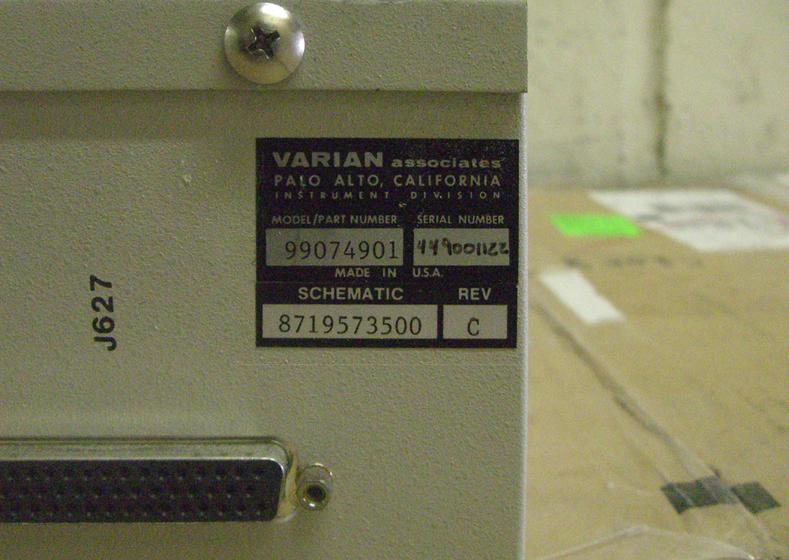 VARIAN associates
PALO ALTO, CALIFORNIA
INSTRUMENT DIVISION
MODEL/PART NUMBER SERIAL NUMBER
99074901 449001122
MADE IN U.S.A.
SCHEMATIC REV
8719573500 C
J627